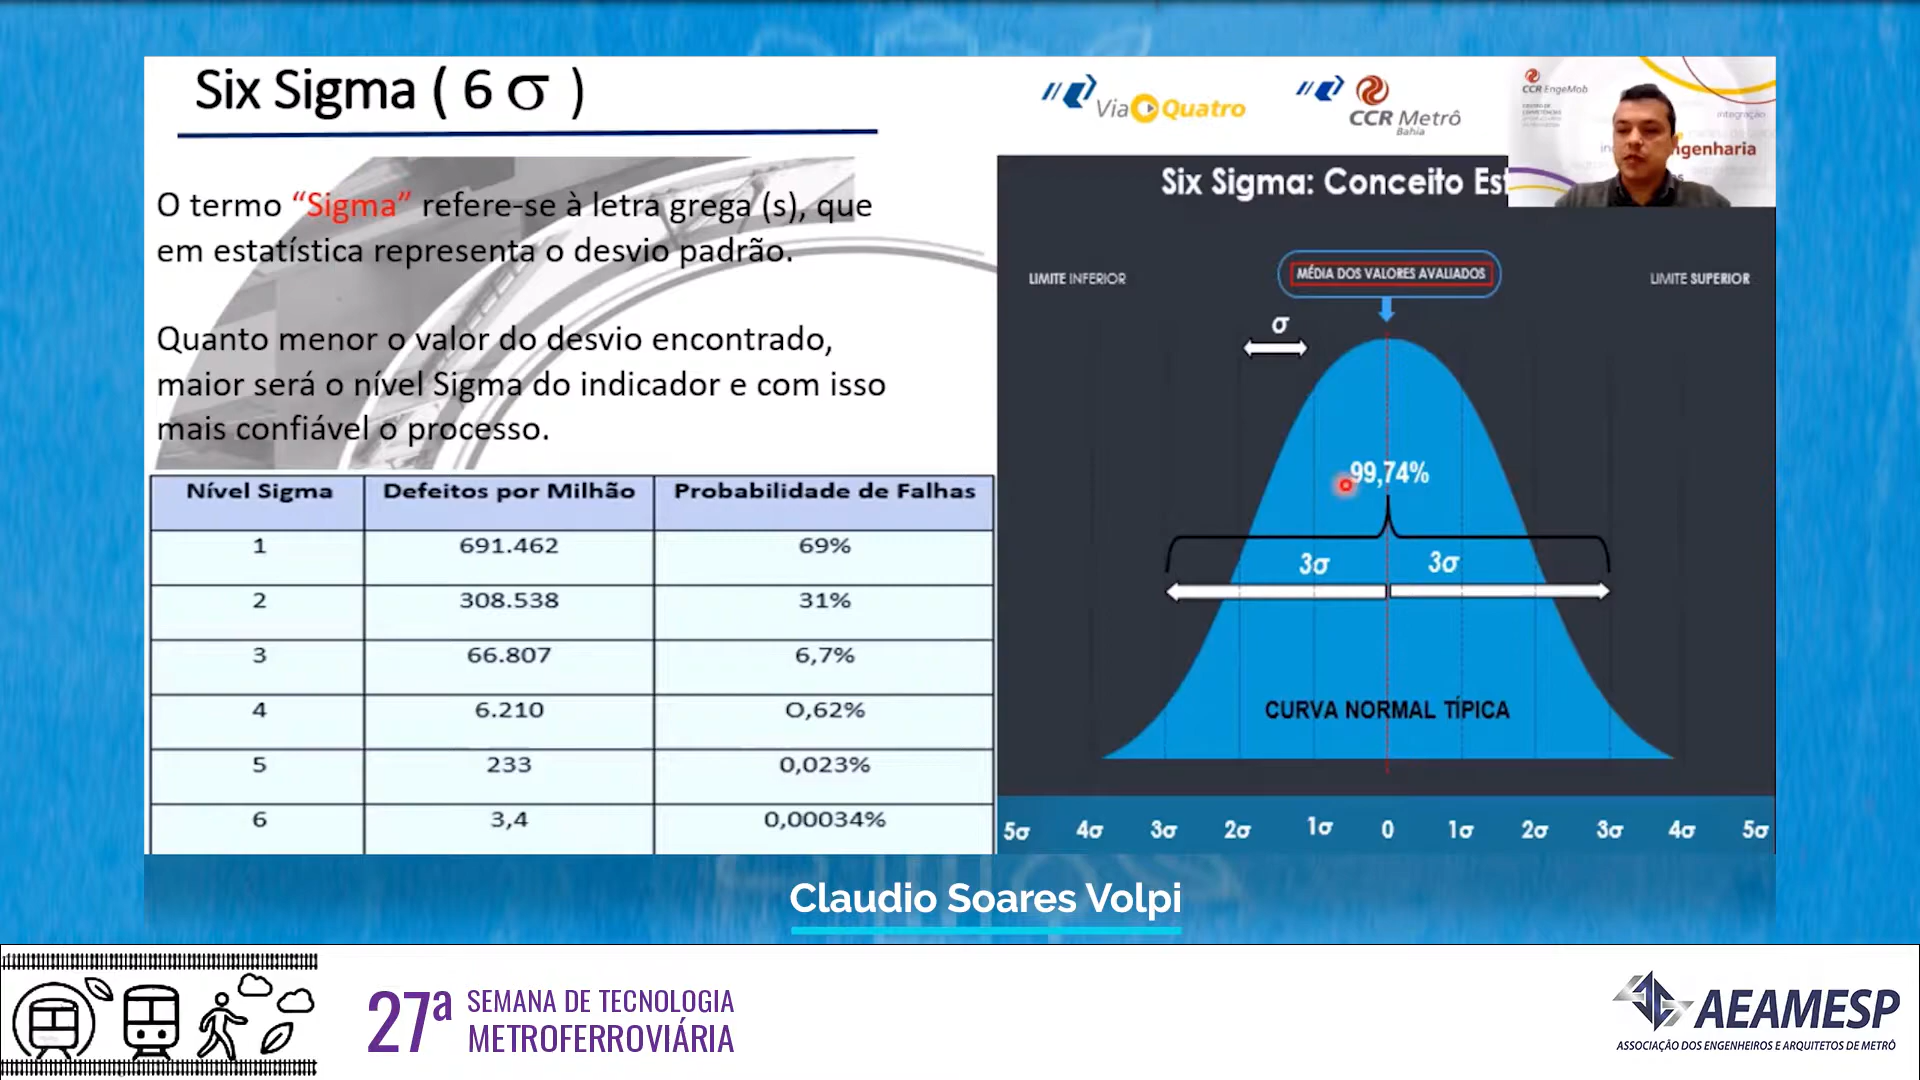 Six Sigma ( 6 σ )
O termo “Sigma” refere-se à letra grega (s), que
em estatística representa o desvio padrão.
Quanto menor o valor do desvio encontrado,
maior será o nível Sigma do indicador e com isso
mais confiável o processo.
Nível Sigma Defeitos por Milhão Probabilidade de Falhas
1 691.462 69%
2 308.538 31%
3 66.807 6,7%
4 6.210 O,62%
5 233 0,023%
6 3,4 0,00034%
ViaQuatro
CCR Metrô
Bahia
CCR EngeMob
integração
ngenharia
Six Sigma: Conceito Es
LIMITE INFERIOR
MÉDIA DOS VALORES AVALIADOS
LIMITE SUPERIOR
σ
99,74%
3σ 3σ
CURVA NORMAL TÍPICA
5σ 4σ 3σ 2σ 1σ 0 1σ 2σ 3σ 4σ 5σ
Claudio Soares Volpi
27ª SEMANA DE TECNOLOGIA
METROFERROVIÁRIA
AEAMESP
ASSOCIAÇÃO DOS ENGENHEIROS E ARQUITETOS DE METRÔ